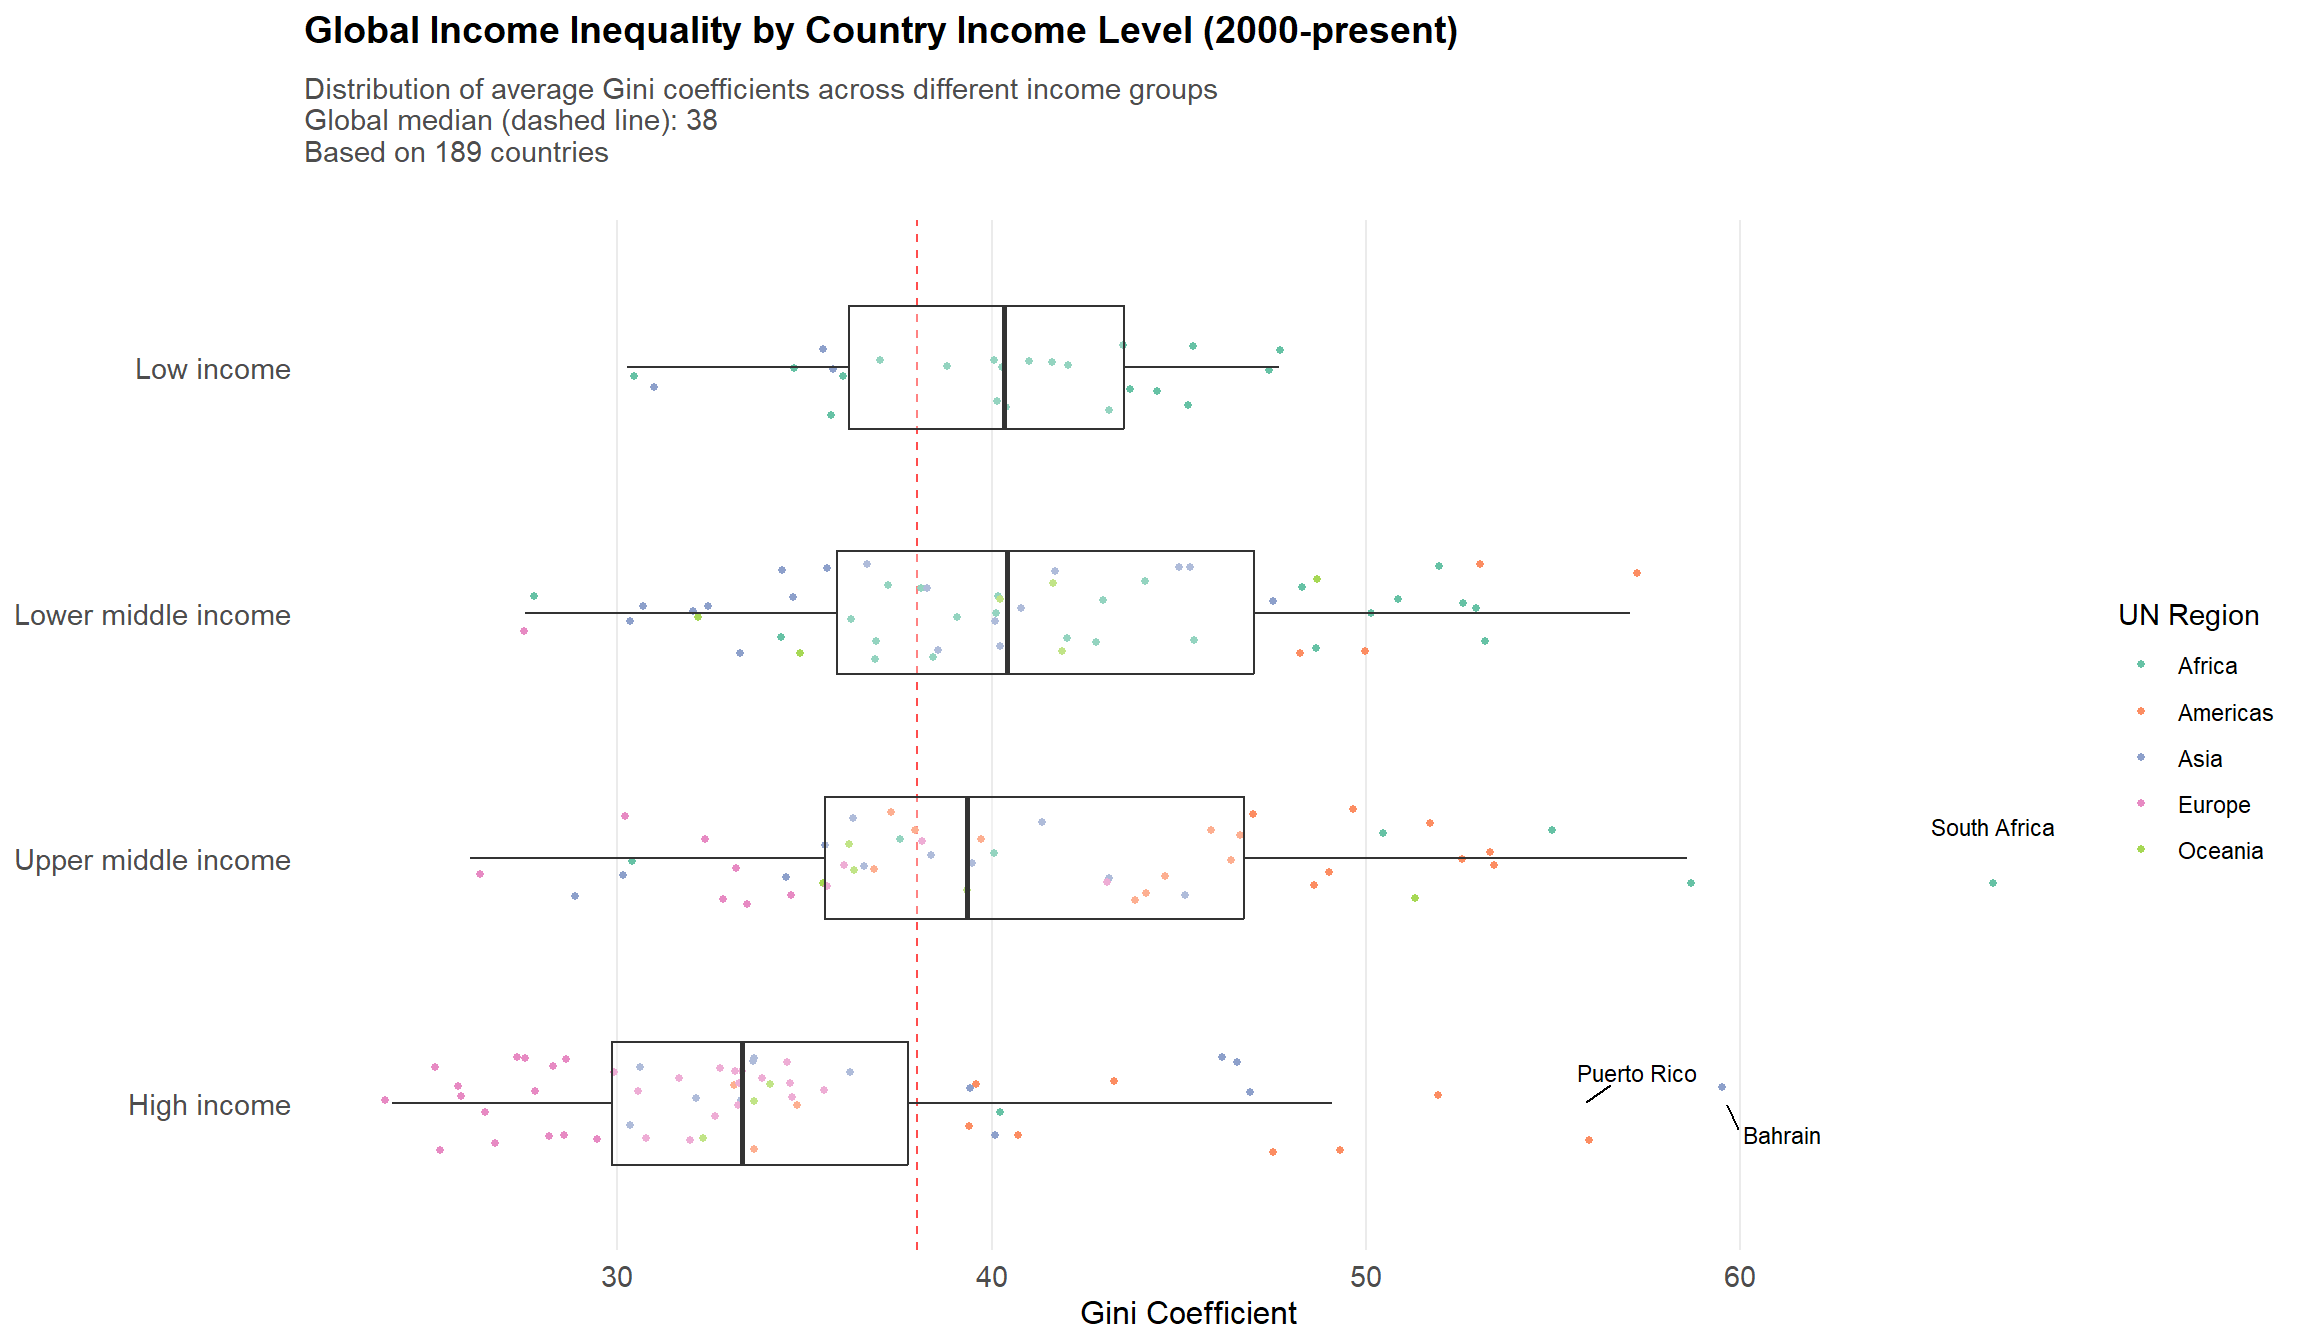 Global Income Inequality by Country Income Level (2000-present)
Distribution of average Gini coefficients across different income groups
Global median (dashed line): 38
Based on 189 countries
Low income
Lower middle income
Upper middle income
High income
South Africa
Puerto Rico
Bahrain
30
40
50
60
Gini Coefficient
UN Region
Africa
Americas
Asia
Europe
Oceania